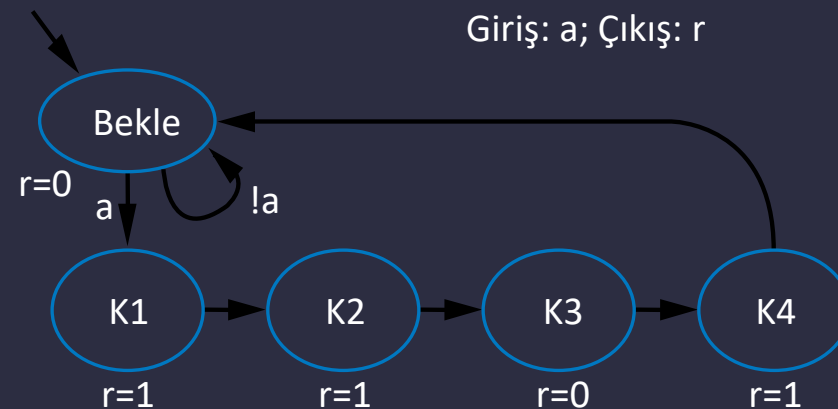 Giriş: a; Çıkış: r
Bekle
r=0
a
!a
K1
K2
K3
K4
r=1
r=1
r=0
r=1